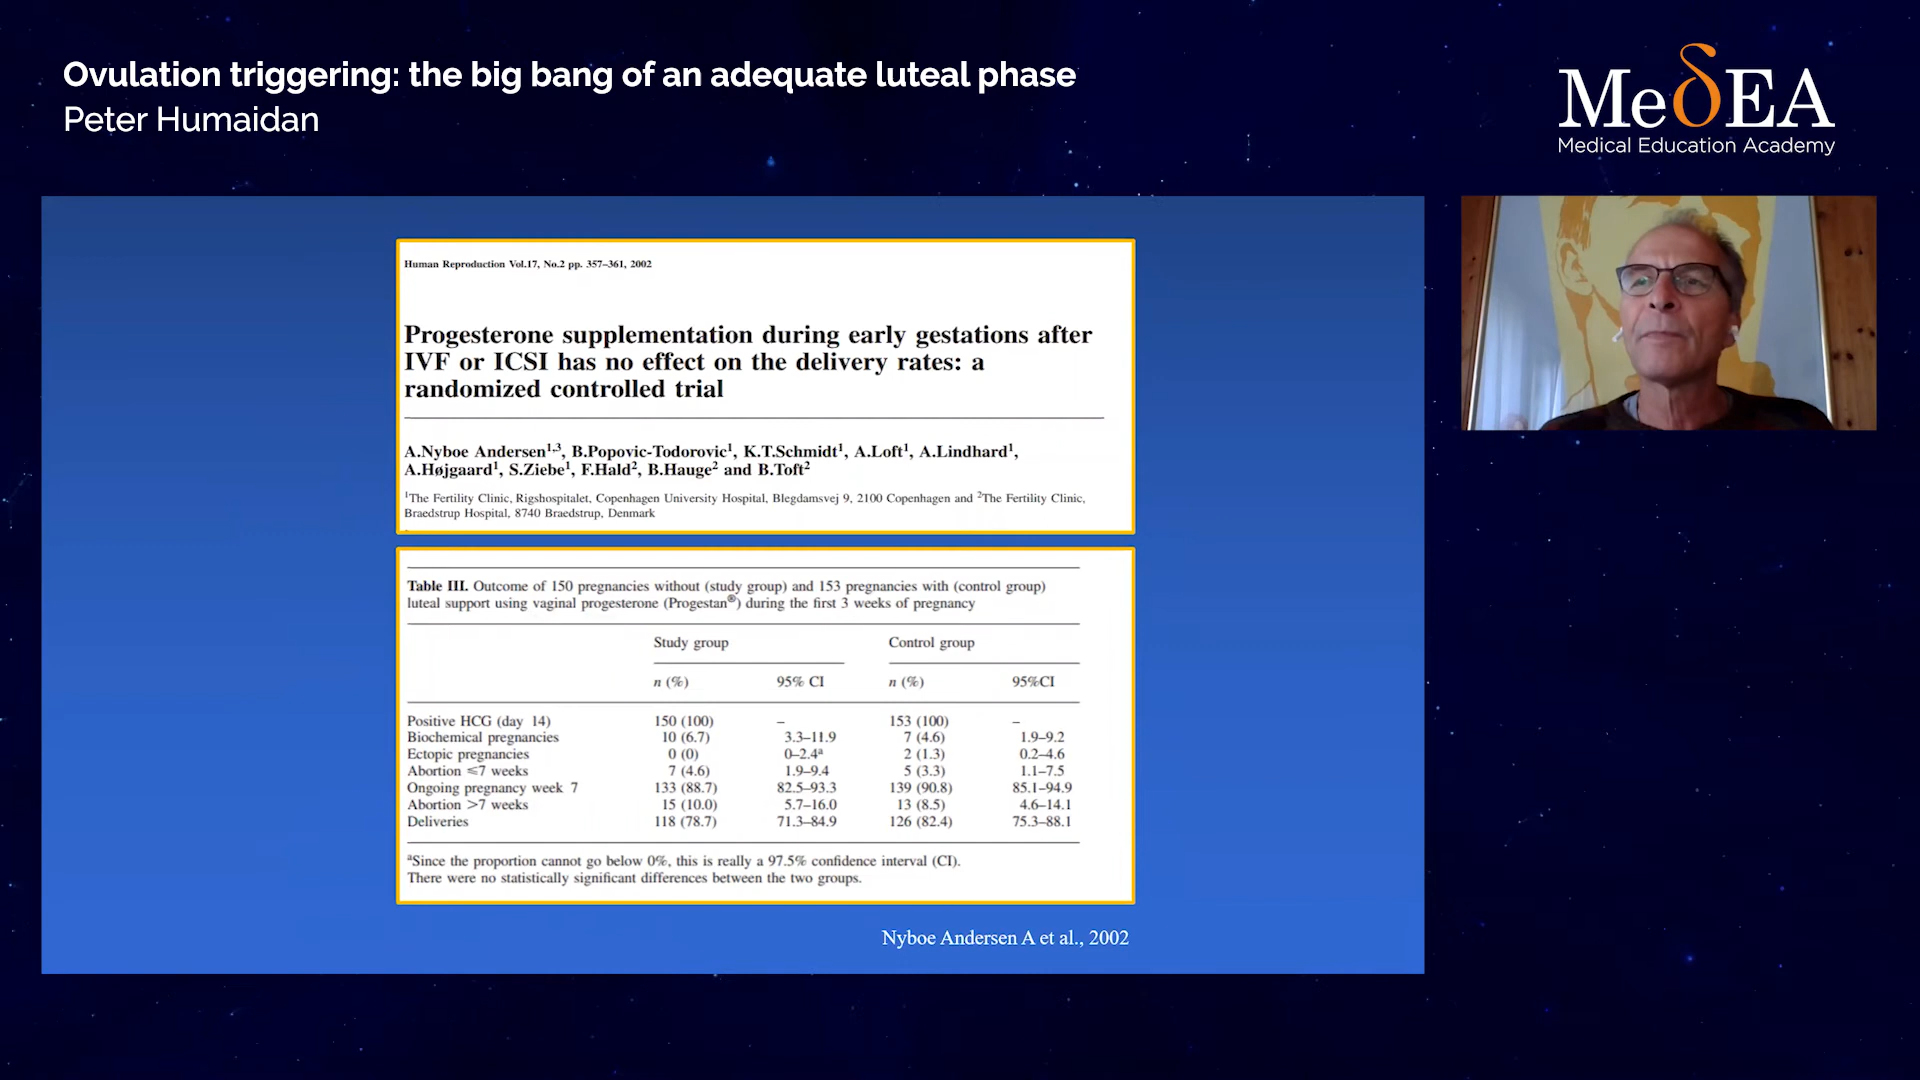 Ovulation triggering: the big bang of an adequate luteal phase
Peter Humaidan
MeδEA
Medical Education Academy
Human Reproduction Vol.17, No.2 pp. 357–361, 2002
Progesterone supplementation during early gestations after
IVF or ICSI has no effect on the delivery rates: a
randomized controlled trial
A.Nyboe Andersen¹,³, B.Popovic-Todorovic¹, K.T.Schmidt¹, A.Loft¹, A.Lindhard¹,
A.Højgaard¹, S.Ziebe¹, F.Hald², B.Hauge² and B.Toft²
¹The Fertility Clinic, Rigshospitalet, Copenhagen University Hospital, Blegdamsvej 9, 2100 Copenhagen and ²The Fertility Clinic,
Braedstrup Hospital, 8740 Braedstrup, Denmark
Table III. Outcome of 150 pregnancies without (study group) and 153 pregnancies with (control group)
luteal support using vaginal progesterone (Progestan®) during the first 3 weeks of pregnancy
Study group Control group
n (%) 95% CI n (%) 95%CI
Positive HCG (day 14) 150 (100) – 153 (100) –
Biochemical pregnancies 10 (6.7) 3.3–11.9 7 (4.6) 1.9–9.2
Ectopic pregnancies 0 (0) 0–2.4ᵃ 2 (1.3) 0.2–4.6
Abortion ⩽7 weeks 7 (4.6) 1.9–9.4 5 (3.3) 1.1–7.5
Ongoing pregnancy week 7 133 (88.7) 82.5–93.3 139 (90.8) 85.1–94.9
Abortion >7 weeks 15 (10.0) 5.7–16.0 13 (8.5) 4.6–14.1
Deliveries 118 (78.7) 71.3–84.9 126 (82.4) 75.3–88.1
ᵃSince the proportion cannot go below 0%, this is really a 97.5% confidence interval (CI).
There were no statistically significant differences between the two groups.
Nyboe Andersen A et al., 2002